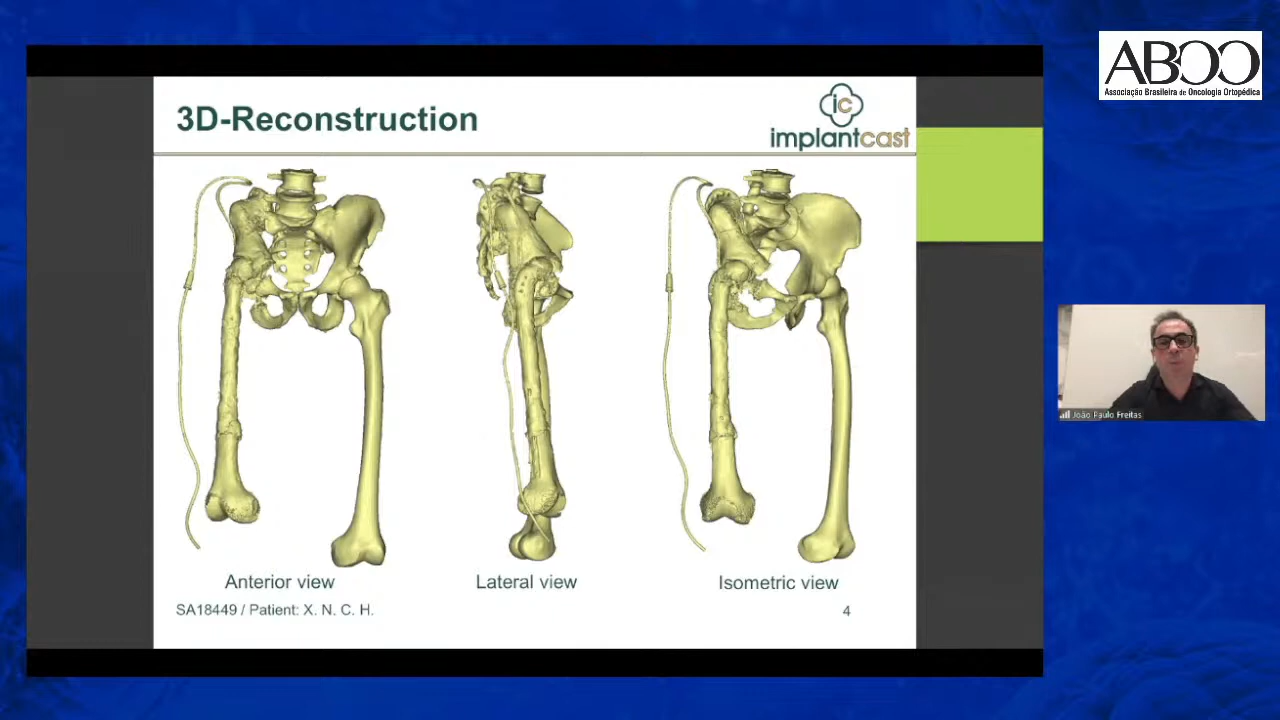 ABOO
Associação Brasileira de Oncologia Ortopédica
3D-Reconstruction
ic
implantcast
Anterior view
Lateral view
Isometric view
SA18449 / Patient: X. N. C. H.
4
João Paulo Freitas